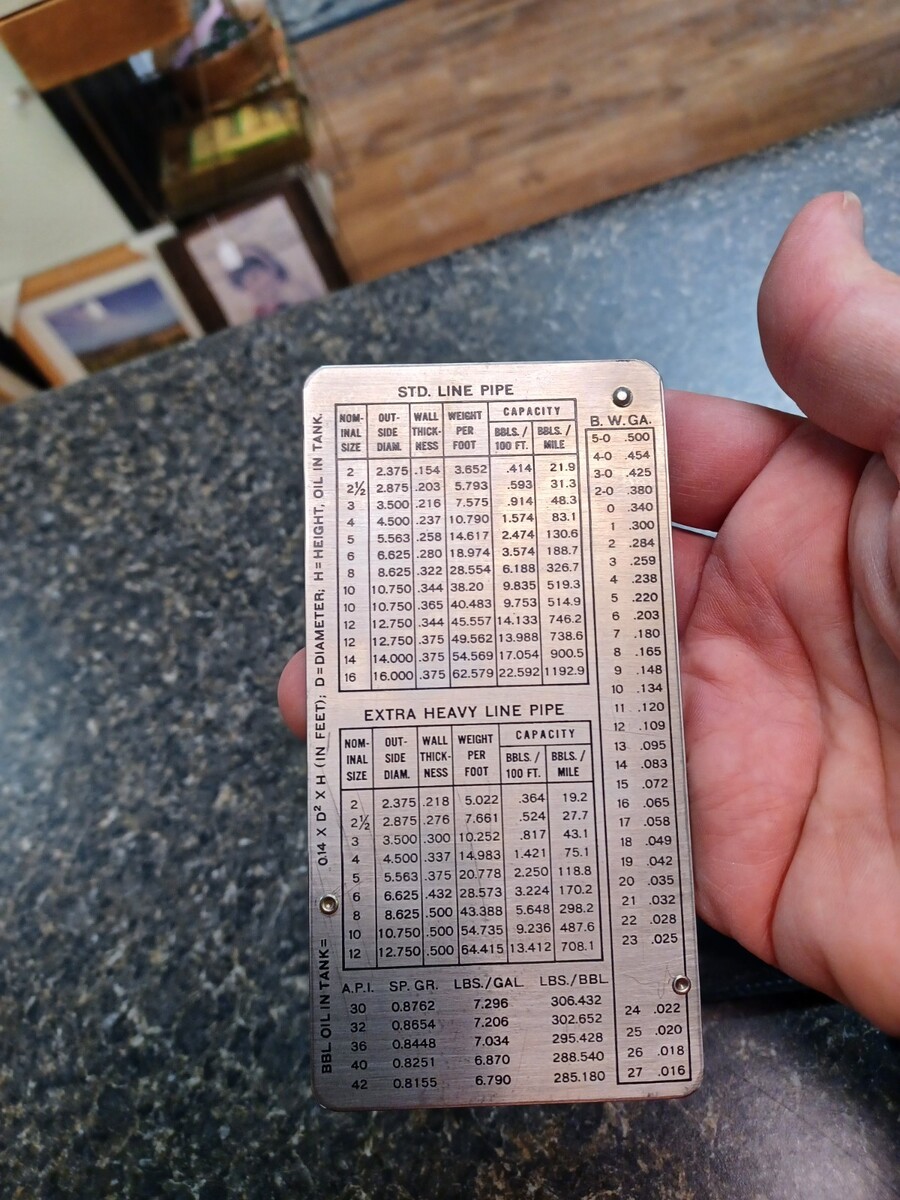 STD. LINE PIPE
NOM- OUT- WALL WEIGHT CAPACITY
INAL SIDE THICK- PER BBLS. / BBLS. /
SIZE DIAM. NESS FOOT 100 FT. MILE
2 2.375 .154 3.652 .414 21.9
2½ 2.875 .203 5.793 .593 31.3
3 3.500 .216 7.575 .914 48.3
4 4.500 .237 10.790 1.574 83.1
5 5.563 .258 14.617 2.474 130.6
6 6.625 .280 18.974 3.574 188.7
8 8.625 .322 28.554 6.188 326.7
10 10.750 .344 38.20 9.835 519.3
10 10.750 .365 40.483 9.753 514.9
12 12.750 .344 45.557 14.133 746.2
12 12.750 .375 49.562 13.988 738.6
14 14.000 .375 54.569 17.054 900.5
16 16.000 .375 62.579 22.592 1192.9
EXTRA HEAVY LINE PIPE
NOM- OUT- WALL WEIGHT CAPACITY
INAL SIDE THICK- PER BBLS. / BBLS. /
SIZE DIAM. NESS FOOT 100 FT. MILE
2 2.375 .218 5.022 .364 19.2
2½ 2.875 .276 7.661 .524 27.7
3 3.500 .300 10.252 .817 43.1
4 4.500 .337 14.983 1.421 75.1
5 5.563 .375 20.778 2.250 118.8
6 6.625 .432 28.573 3.224 170.2
8 8.625 .500 43.388 5.648 298.2
10 10.750 .500 54.735 9.236 487.6
12 12.750 .500 64.415 13.412 708.1
A.P.I. SP. GR. LBS./GAL. LBS./BBL.
30 0.8762 7.296 306.432
32 0.8654 7.206 302.652
36 0.8448 7.034 295.428
40 0.8251 6.870 288.540
42 0.8155 6.790 285.180
B. W. GA.
5-0 .500
4-0 .454
3-0 .425
2-0 .380
0 .340
1 .300
2 .284
3 .259
4 .238
5 .220
6 .203
7 .180
8 .165
9 .148
10 .134
11 .120
12 .109
13 .095
14 .083
15 .072
16 .065
17 .058
18 .049
19 .042
20 .035
21 .032
22 .028
23 .025
24 .022
25 .020
26 .018
27 .016
BBL OIL IN TANK= 0.14 X D² X H (IN FEET); D=DIAMETER; H=HEIGHT, OIL IN TANK.